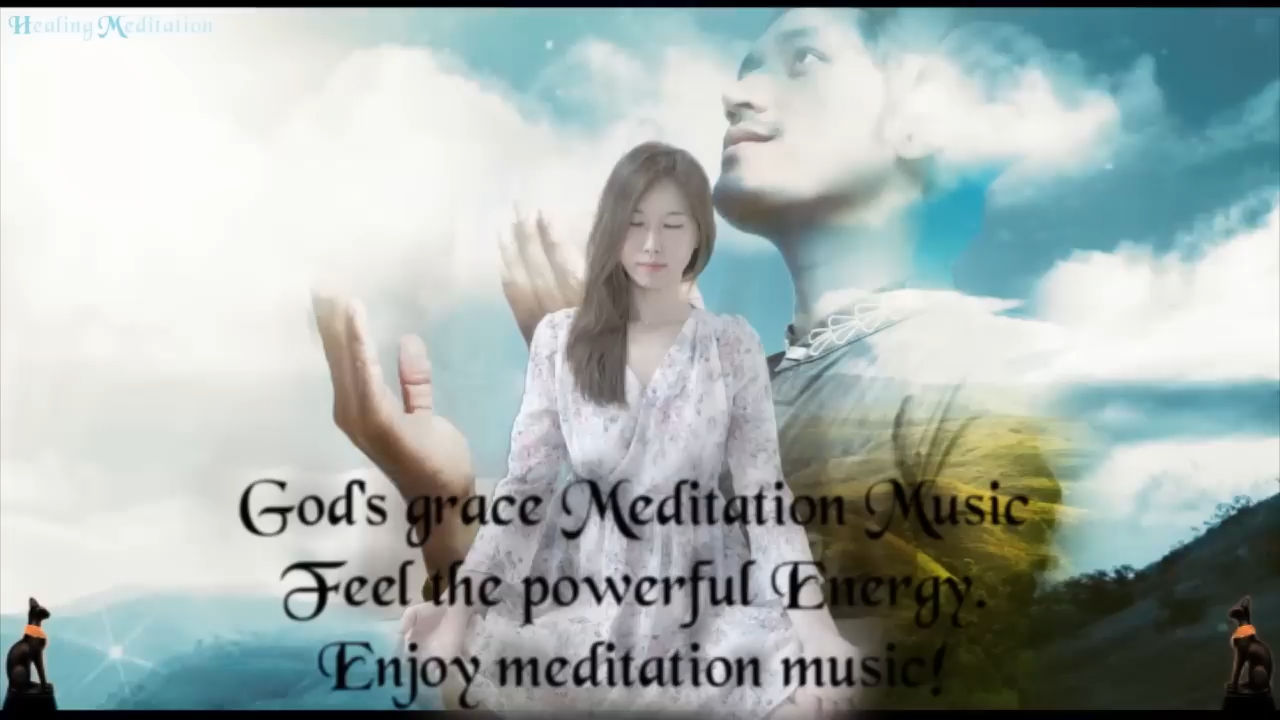 Healing Meditation
God's grace Meditation Music
Feel the powerful Energy.
Enjoy meditation music!